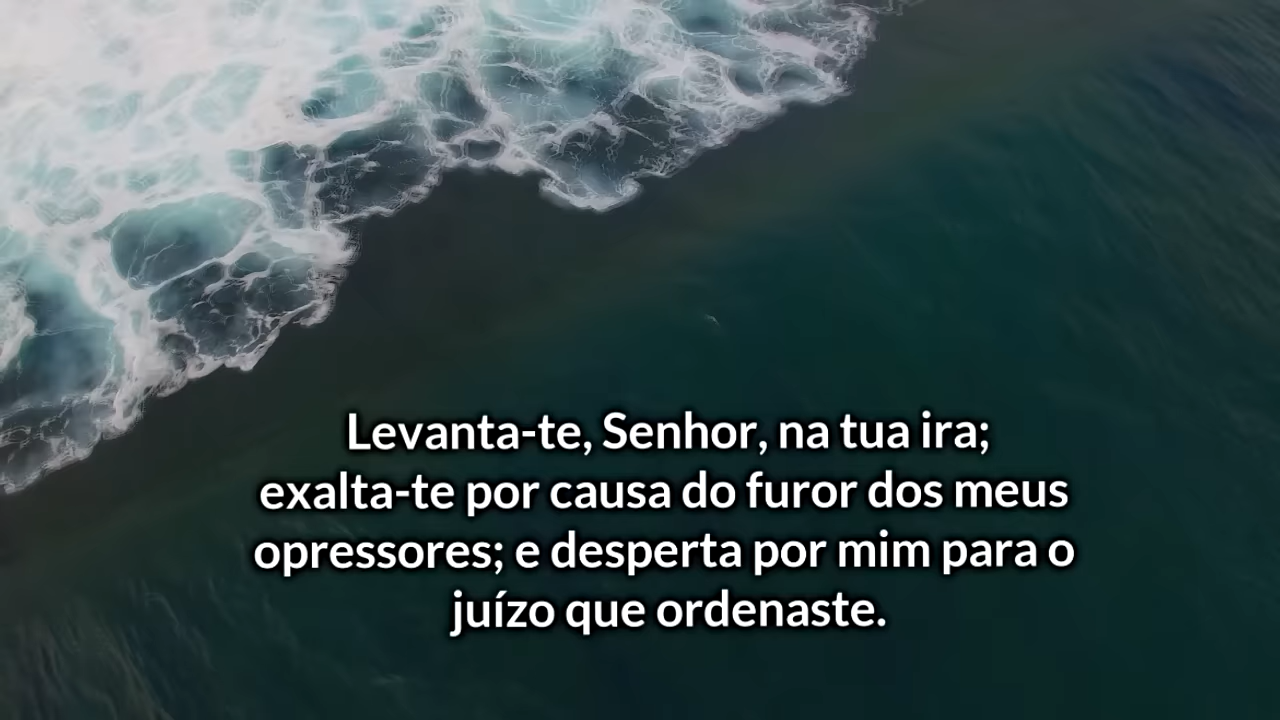 Levanta-te, Senhor, na tua ira;
exalta-te por causa do furor dos meus
opressores; e desperta por mim para o
juízo que ordenaste.